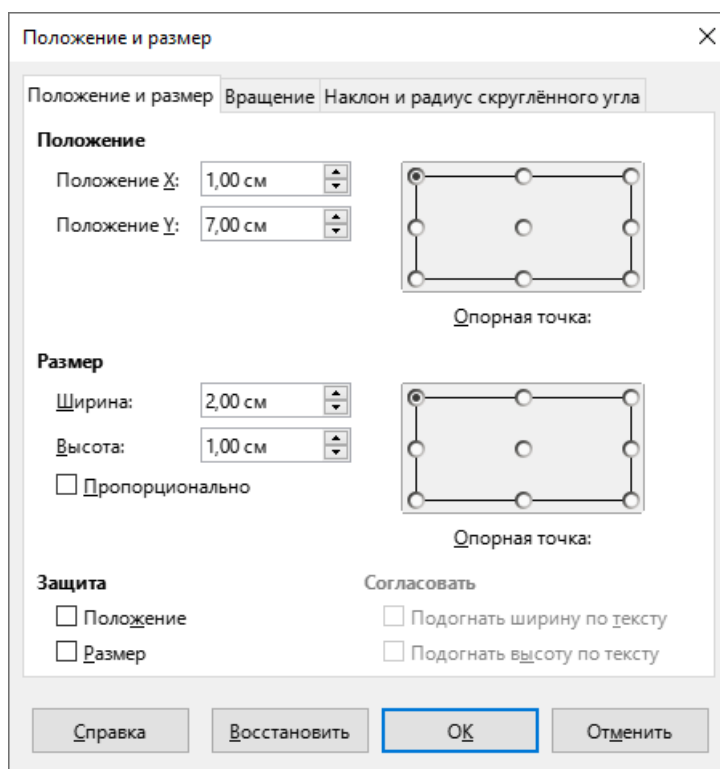 Положение и размер
Положение и размер Вращение Наклон и радиус скруглённого угла
Положение
Положение X: 1,00 см
Положение Y: 7,00 см
Опорная точка:
Размер
Ширина: 2,00 см
Высота: 1,00 см
Пропорционально
Опорная точка:
Защита Согласовать
Положение Подогнать ширину по тексту
Размер Подогнать высоту по тексту
Справка Восстановить ОК Отменить